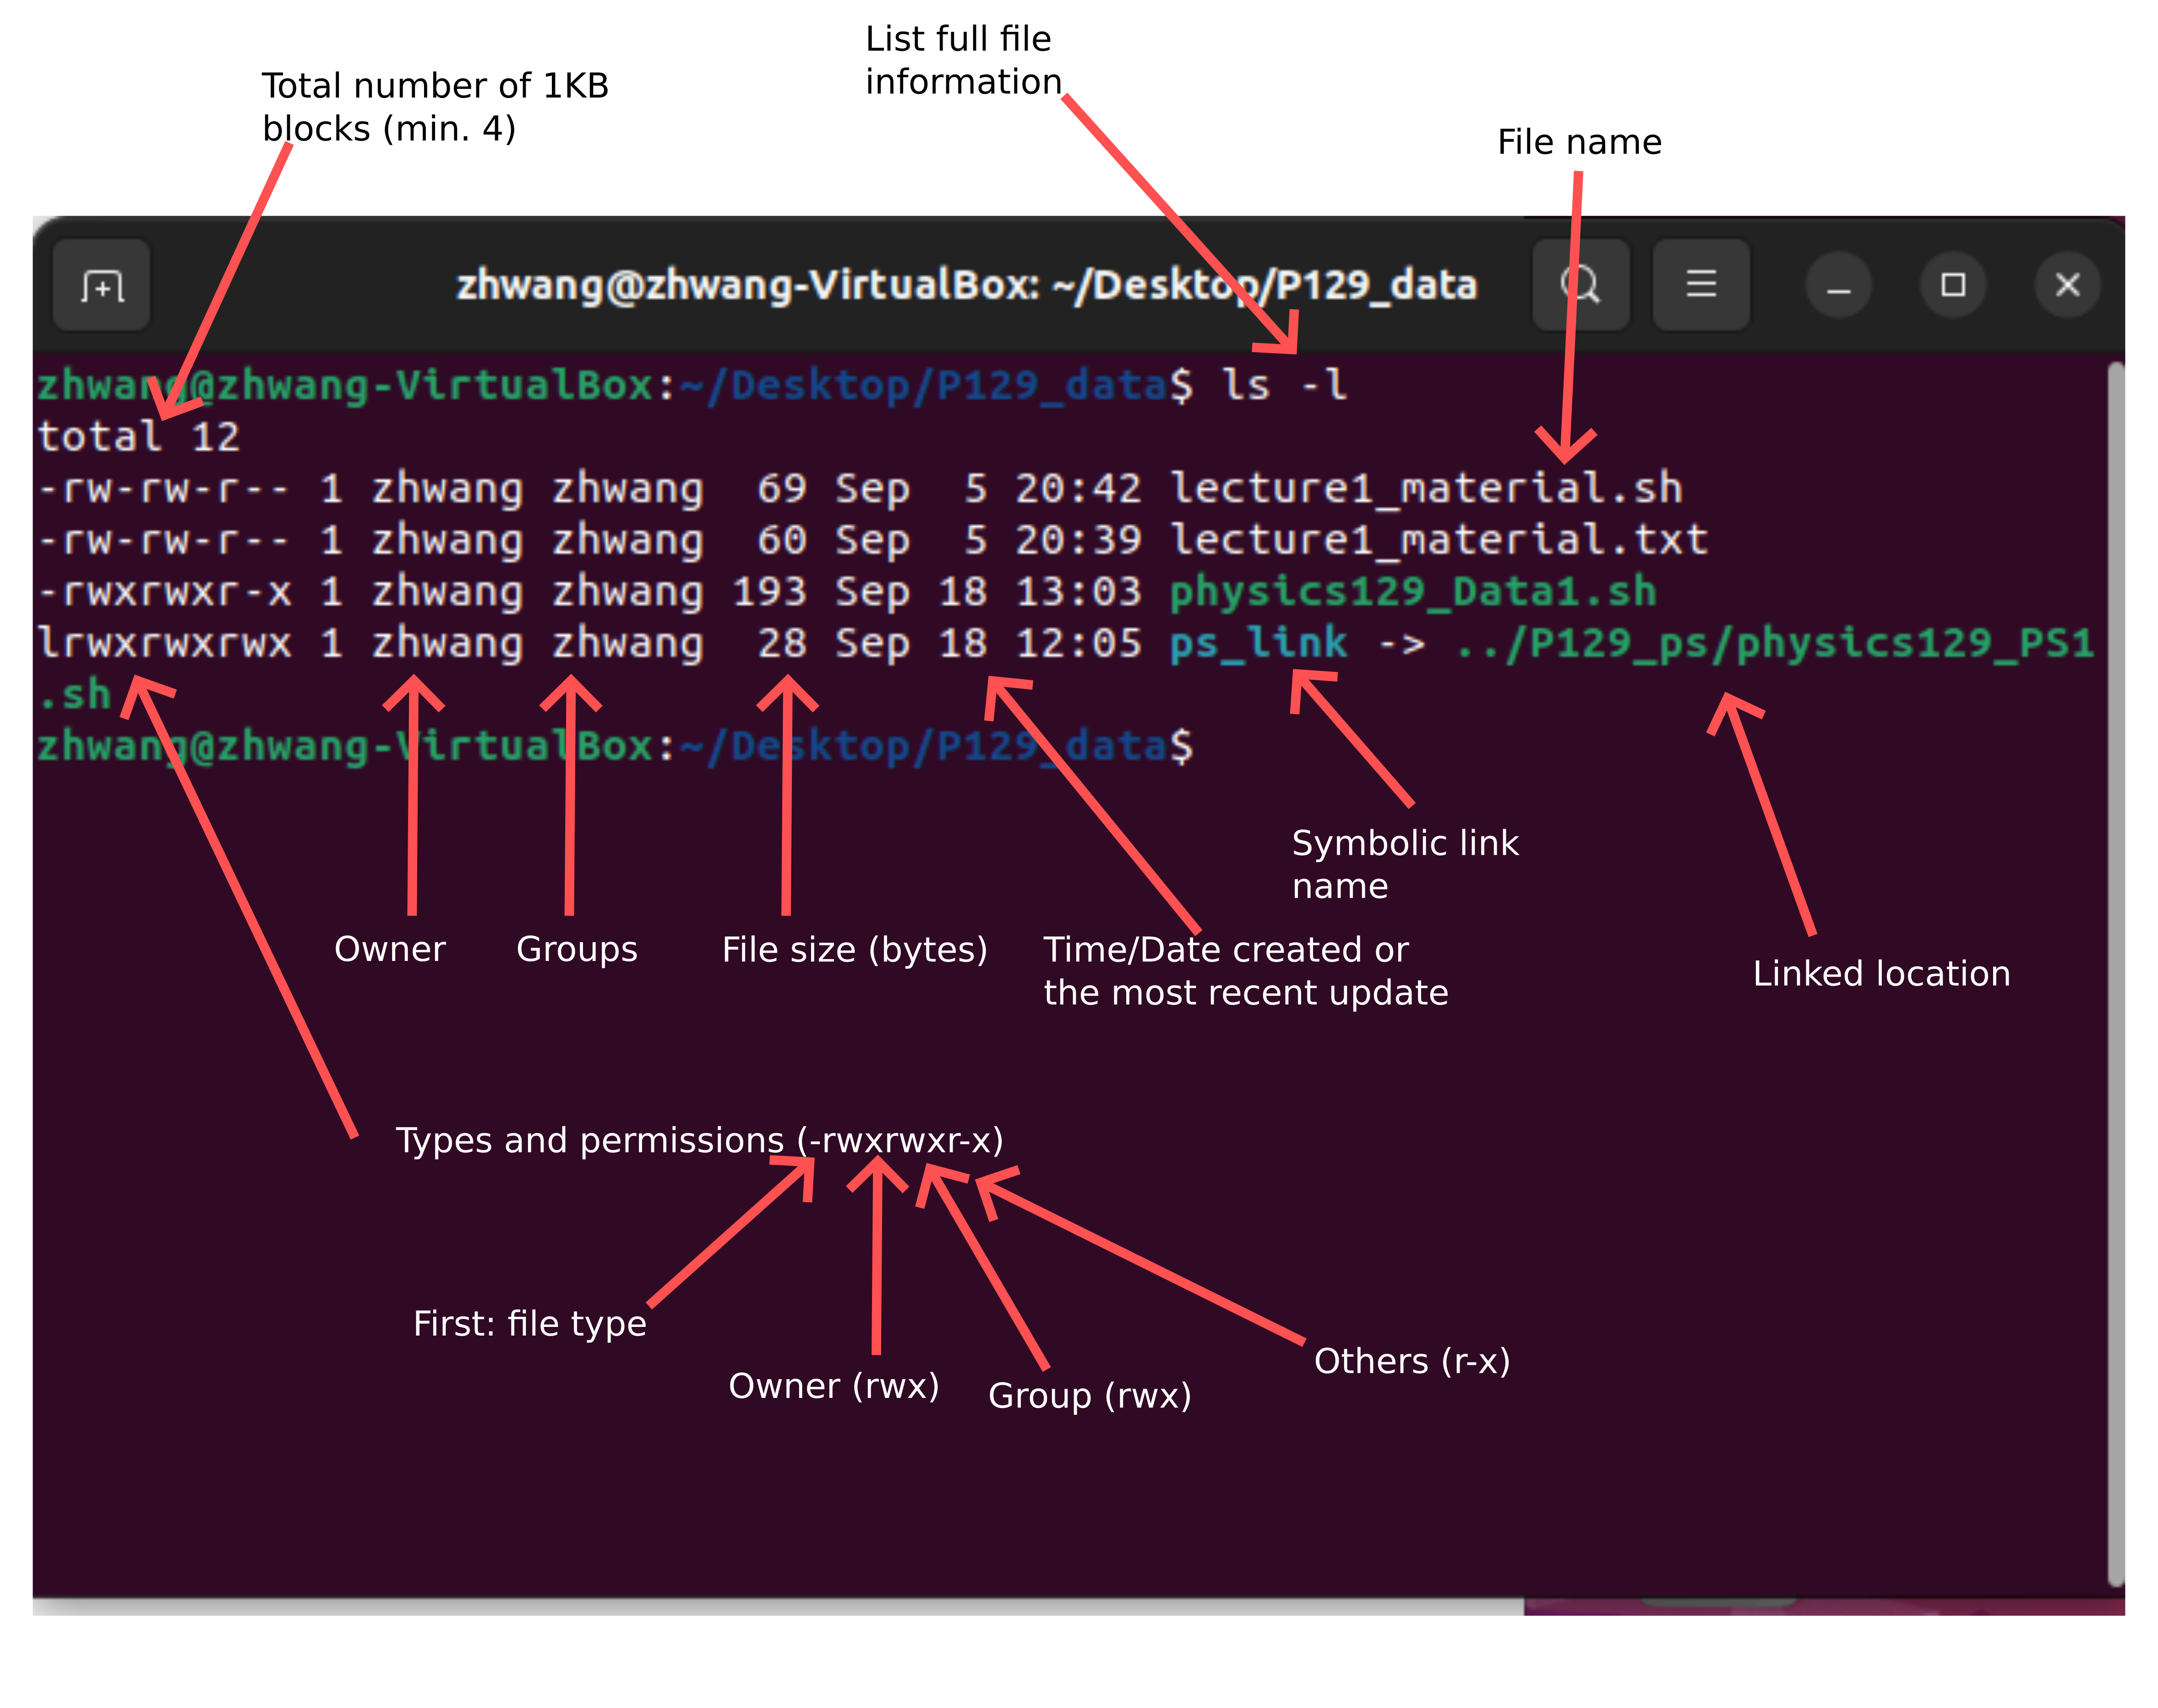 List full file
information
Total number of 1KB
blocks (min. 4)
File name
zhwang@zhwang-VirtualBox: ~/Desktop/P129_data
zhwang@zhwang-VirtualBox:~/Desktop/P129_data$ ls -l
total 12
-rw-rw-r-- 1 zhwang zhwang  69 Sep  5 20:42 lecture1_material.sh
-rw-rw-r-- 1 zhwang zhwang  60 Sep  5 20:39 lecture1_material.txt
-rwxrwxr-x 1 zhwang zhwang 193 Sep 18 13:03 physics129_Data1.sh
lrwxrwxrwx 1 zhwang zhwang  28 Sep 18 12:05 ps_link -> ../P129_ps/physics129_PS1
.sh
zhwang@zhwang-VirtualBox:~/Desktop/P129_data$
Symbolic link
name
Owner
Groups
File size (bytes)
Time/Date created or
the most recent update
Linked location
Types and permissions (-rwxrwxr-x)
First: file type
Owner (rwx)
Group (rwx)
Others (r-x)